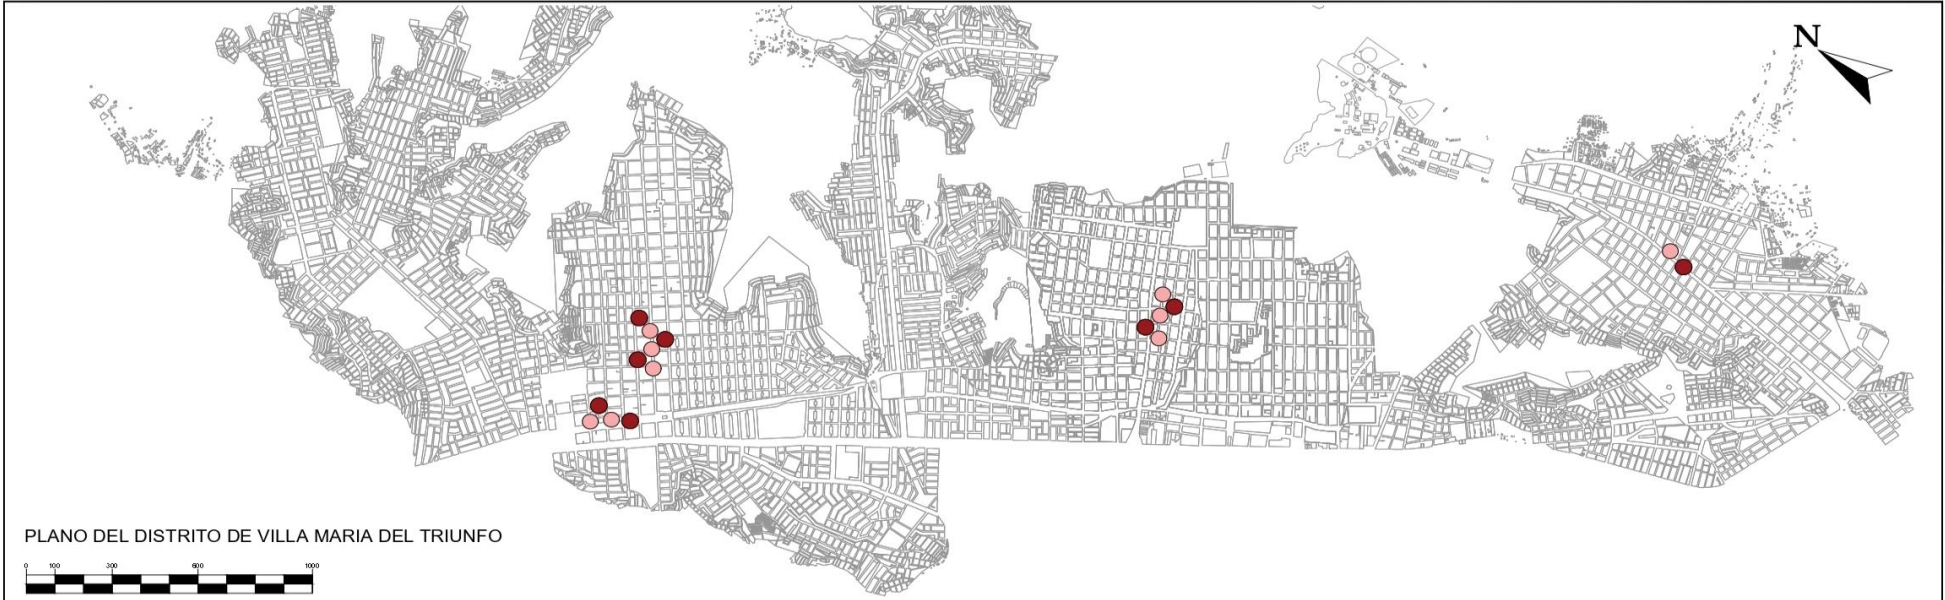 N
PLANO DEL DISTRITO DE VILLA MARIA DEL TRIUNFO
0 100 300 600 1000